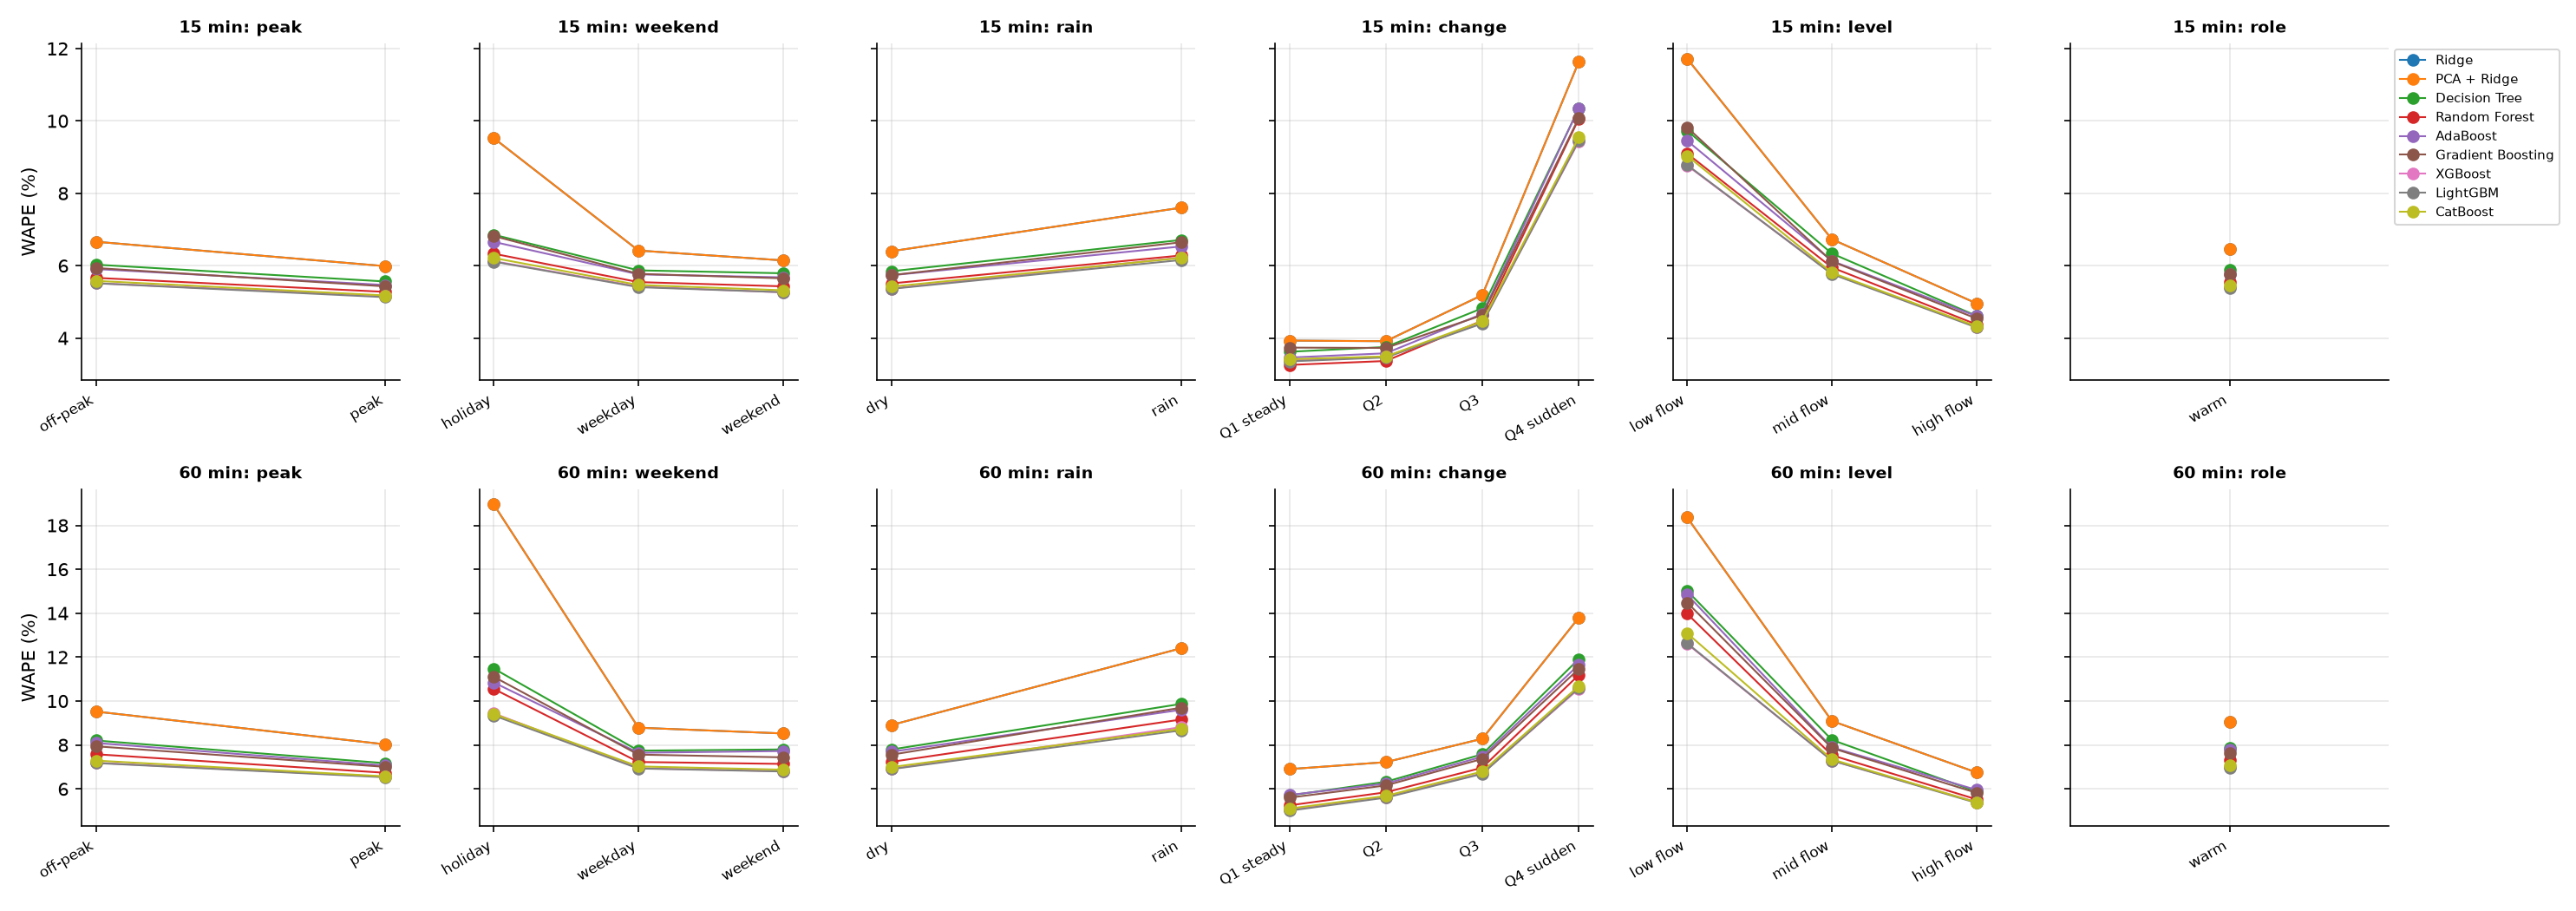 15 min: peak
15 min: weekend
15 min: rain
15 min: change
15 min: level
15 min: role
WAPE (%)
12
10
8
6
4
off-peak
peak
holiday
weekday
weekend
dry
rain
Q1 steady
Q2
Q3
Q4 sudden
low flow
mid flow
high flow
warm
Ridge
PCA + Ridge
Decision Tree
Random Forest
AdaBoost
Gradient Boosting
XGBoost
LightGBM
CatBoost
60 min: peak
60 min: weekend
60 min: rain
60 min: change
60 min: level
60 min: role
WAPE (%)
18
16
14
12
10
8
6
off-peak
peak
holiday
weekday
weekend
dry
rain
Q1 steady
Q2
Q3
Q4 sudden
low flow
mid flow
high flow
warm